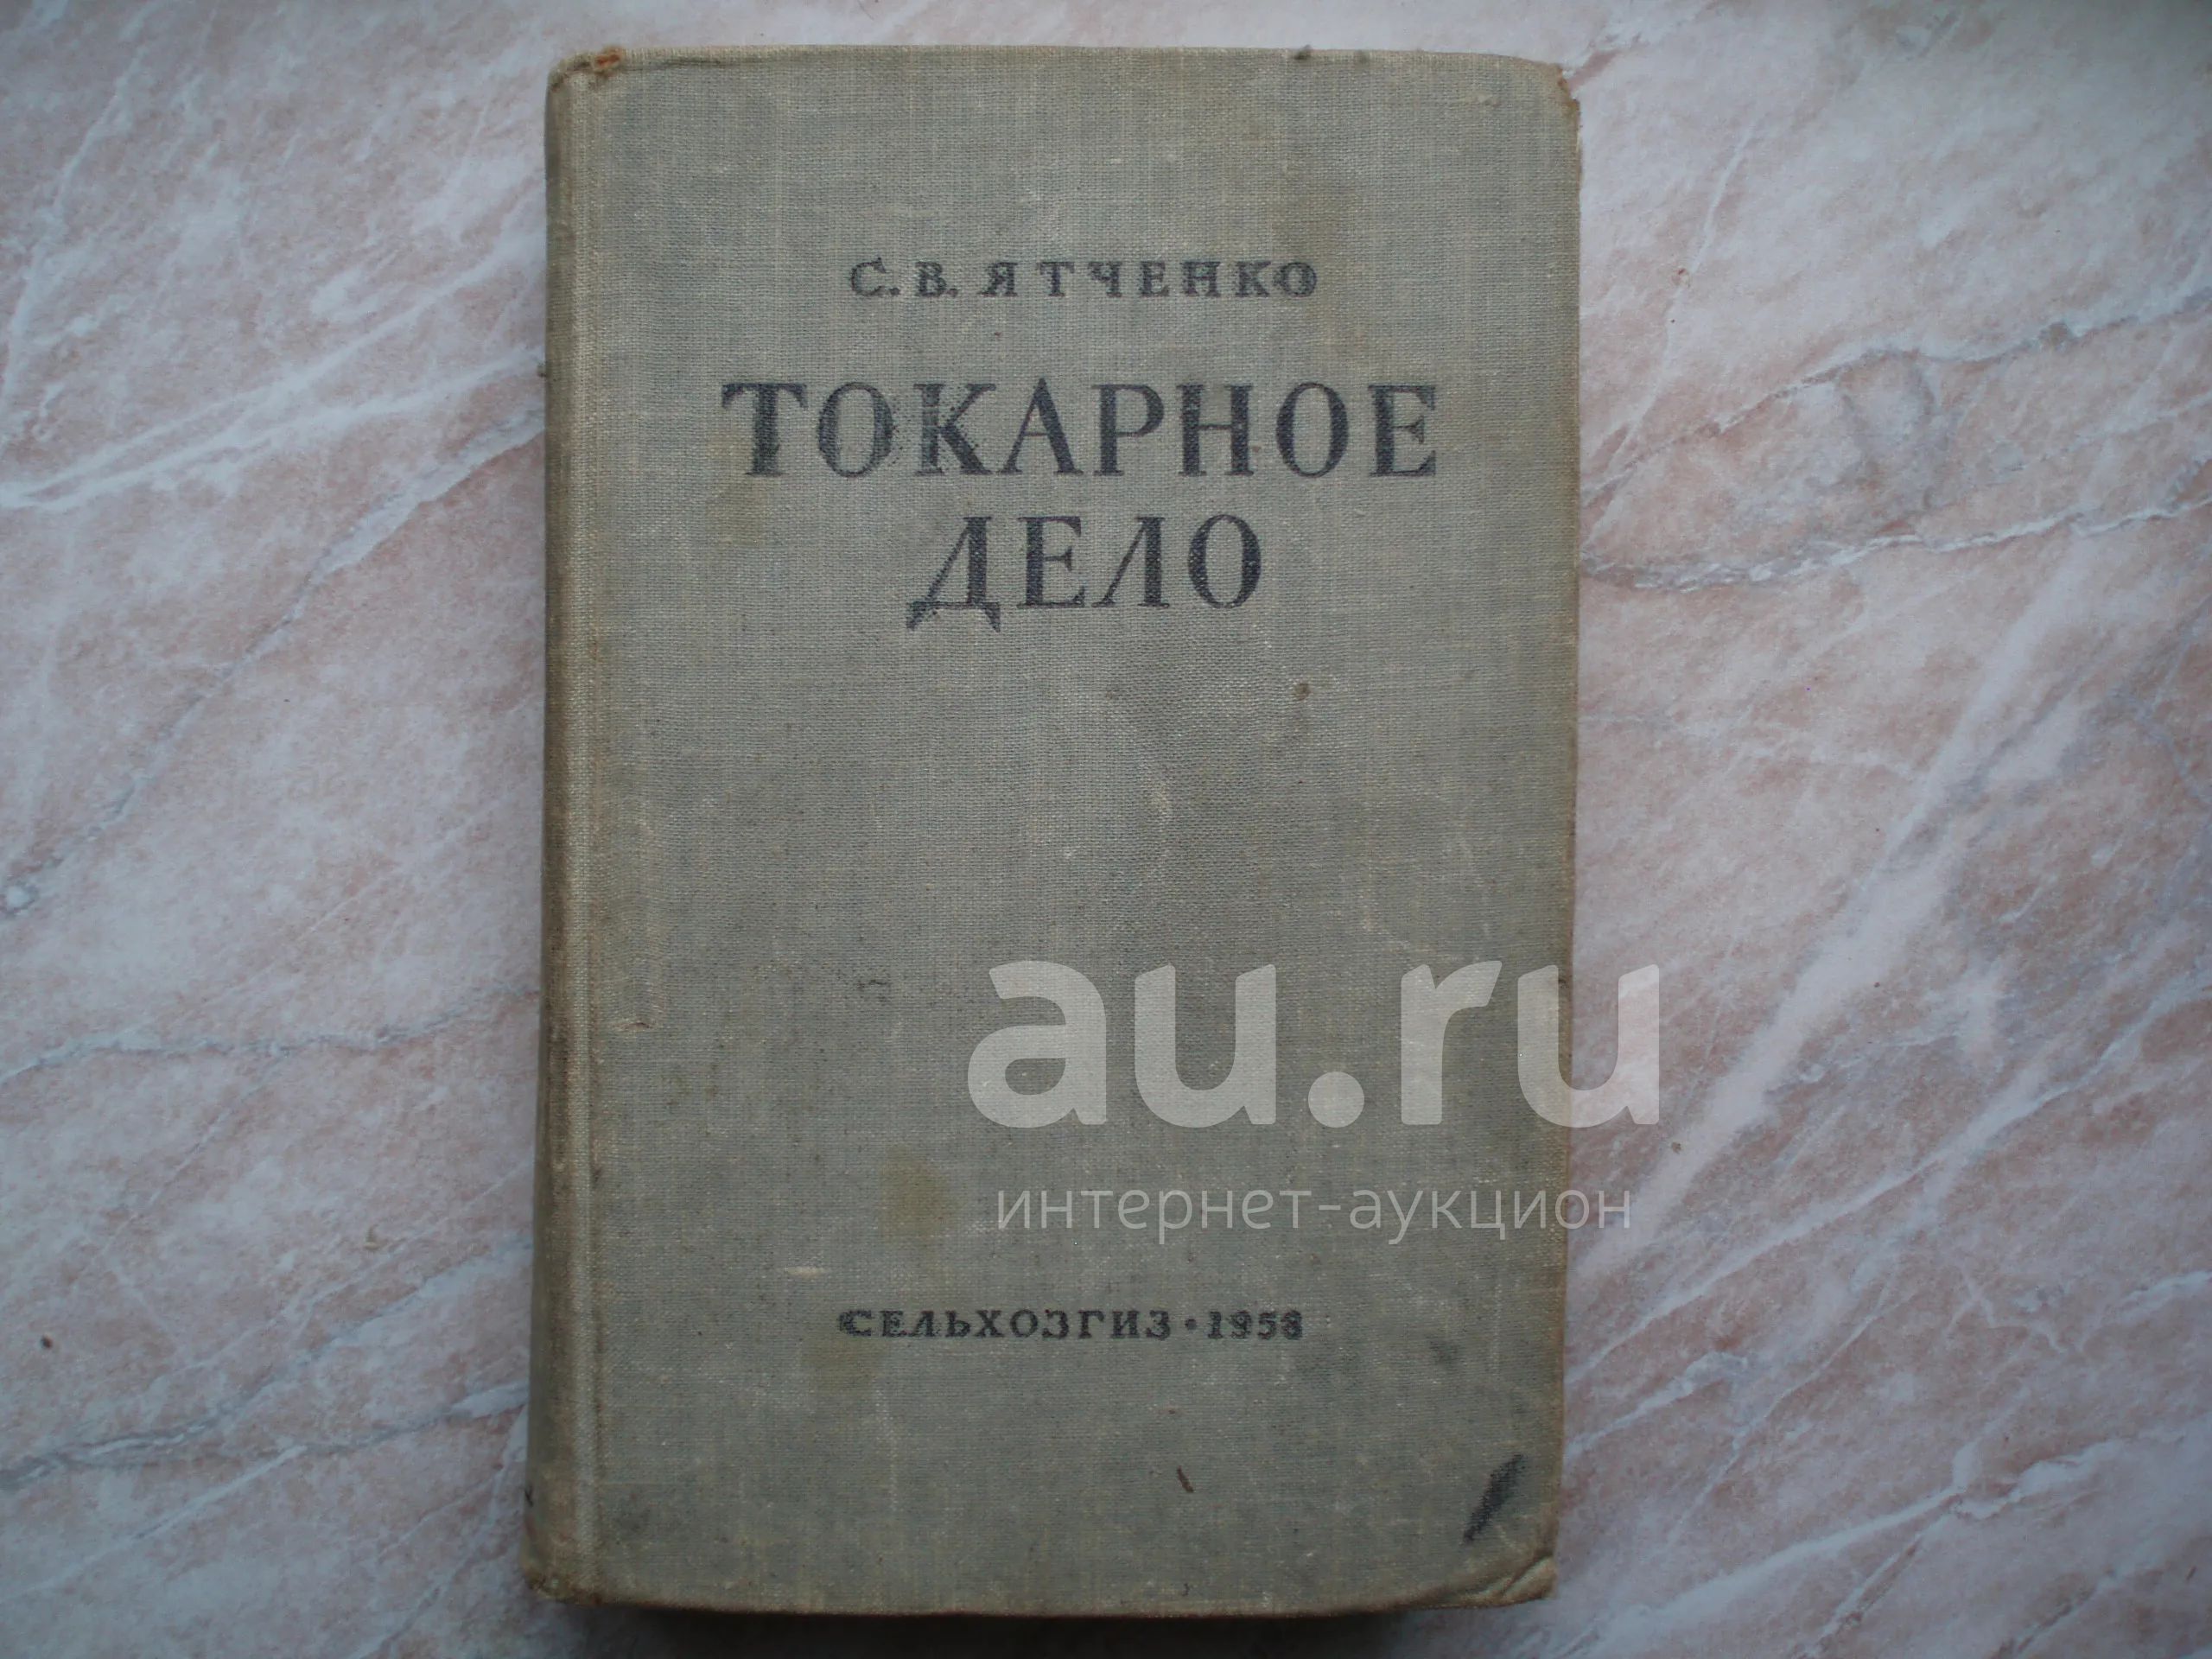 С. В. ЯТЧЕНКО
ТОКАРНОЕ
ДЕЛО
au.ru
интернет-аукцион
СЕЛЬХОЗГИЗ • 1958